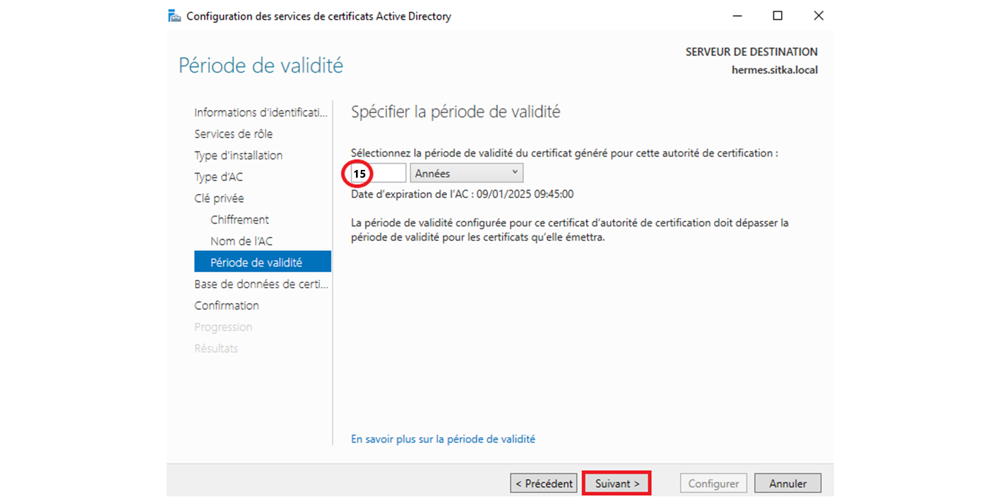 Configuration des services de certificats Active Directory
Période de validité
SERVEUR DE DESTINATION
hermes.sitka.local
Informations d'identificati...
Services de rôle
Type d'installation
Type d'AC
Clé privée
Chiffrement
Nom de l'AC
Période de validité
Base de données de certi...
Confirmation
Progression
Résultats
Spécifier la période de validité
Sélectionnez la période de validité du certificat généré pour cette autorité de certification :
15 Années
Date d'expiration de l'AC : 09/01/2025 09:45:00
La période de validité configurée pour ce certificat d'autorité de certification doit dépasser la
période de validité pour les certificats qu'elle émettra.
En savoir plus sur la période de validité
< Précédent Suivant > Configurer Annuler